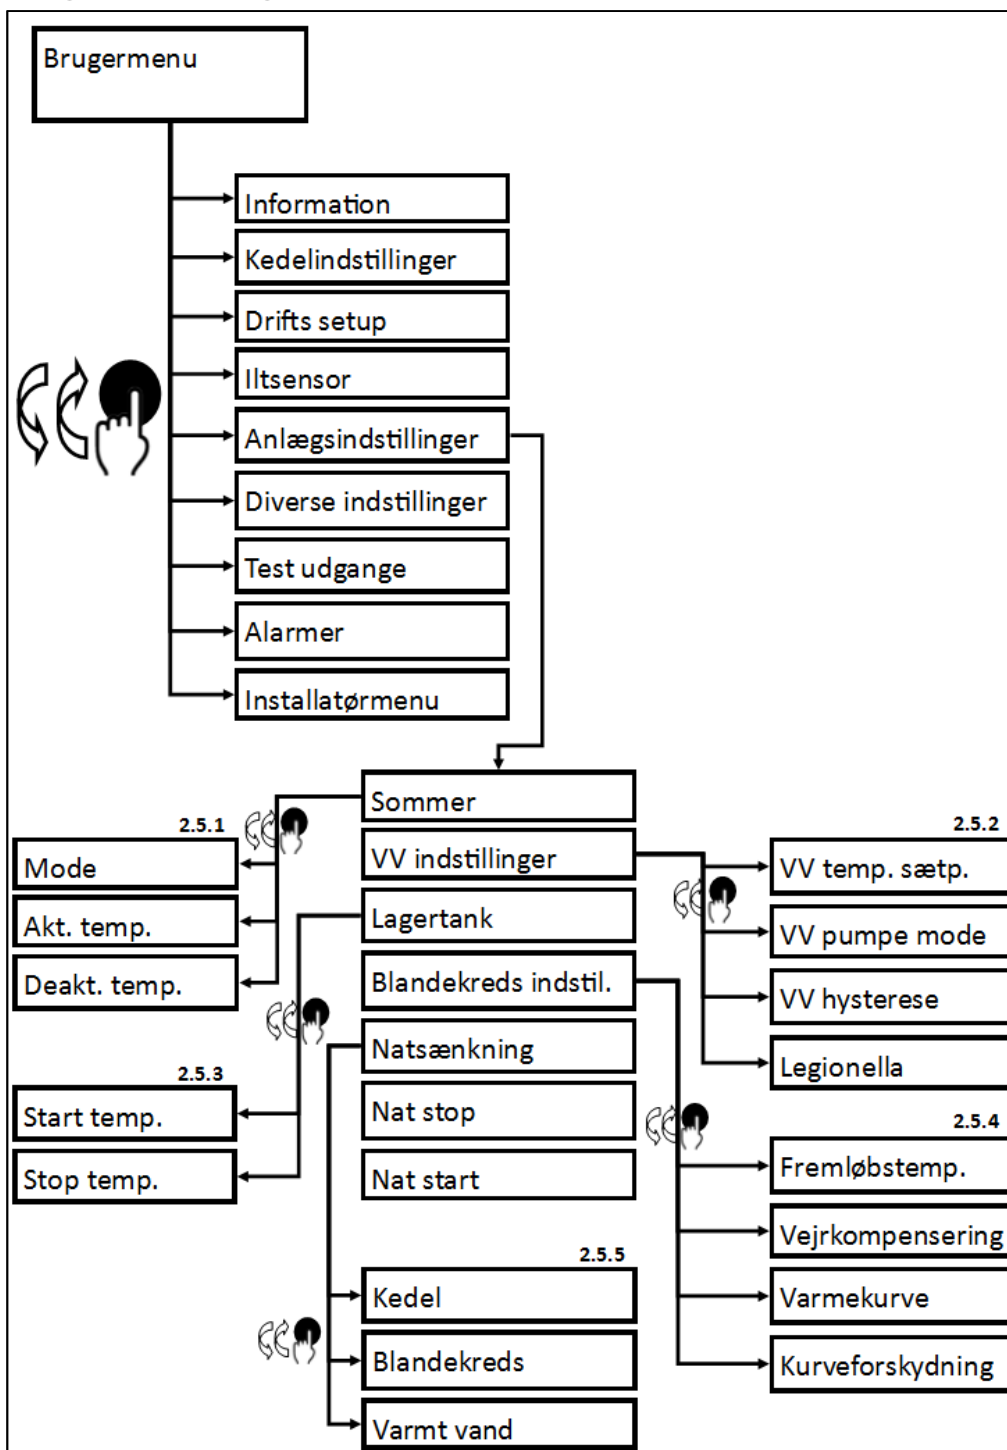 Brugermenu
Information
Kedelindstillinger
Drifts setup
Iltsensor
Anlægsindstillinger
Diverse indstillinger
Test udgange
Alarmer
Installatørmenu
Sommer
VV indstillinger
Lagertank
Blandekreds indstil.
Natsænkning
Nat stop
Nat start
2.5.1
Mode
Akt. temp.
Deakt. temp.
2.5.2
VV temp. sætp.
VV pumpe mode
VV hysterese
Legionella
2.5.3
Start temp.
Stop temp.
2.5.4
Fremløbstemp.
Vejrkompensering
Varmekurve
Kurveforskydning
2.5.5
Kedel
Blandekreds
Varmt vand